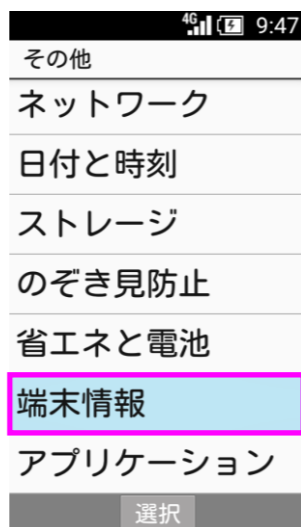 4G 9:47
その他
ネットワーク
日付と時刻
ストレージ
のぞき見防止
省エネと電池
端末情報
アプリケーション
選択